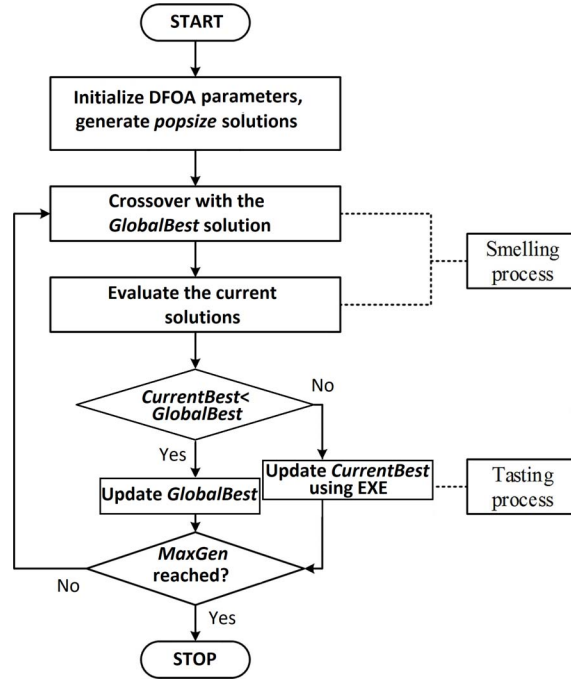 START
Initialize DFOA parameters,
generate popsize solutions
Crossover with the
GlobalBest solution
Smelling
process
Evaluate the current
solutions
CurrentBest<
GlobalBest
No
Yes
Update GlobalBest
Update CurrentBest
using EXE
Tasting
process
MaxGen
reached?
No
Yes
STOP